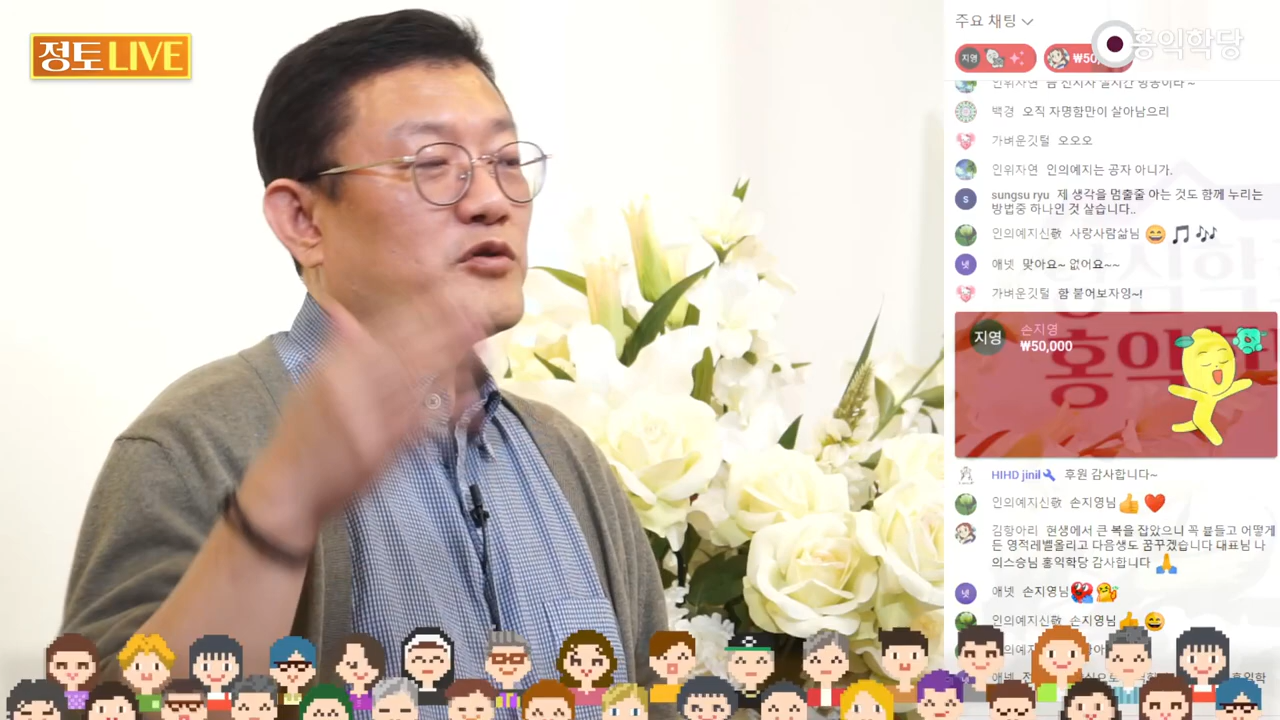 정토 LIVE
주요 채팅
홍익학당
지영
₩50,
인위자연
백경 오직 자명함만이 살아남으리
가벼운깃털 오오오
인위자연 인의예지는 공자 아니가.
S sungsu ryu 제 생각을 멈출줄 아는 것도 함께 누리는
방법중 하나인 것 샆습니다..
인의예지신敬 사랑사람삶님
넷 애넷 맞아요~ 없어요~~
가벼운깃털 함 붙어보자잉~!
지영 손지영
₩50,000
HIHD jinil 후원 감사합니다~
인의예지신敬 손지영님
김항아리 현생에서 큰 복을 잡았으니 꼭 붙들고 어떻게
든 영적레벨올리고 다음생도 꿈꾸겠습니다 대표님 나
의스승님 홍익학당 감사합니다
넷 애넷 손지영님
인의예지신敬 손지영님